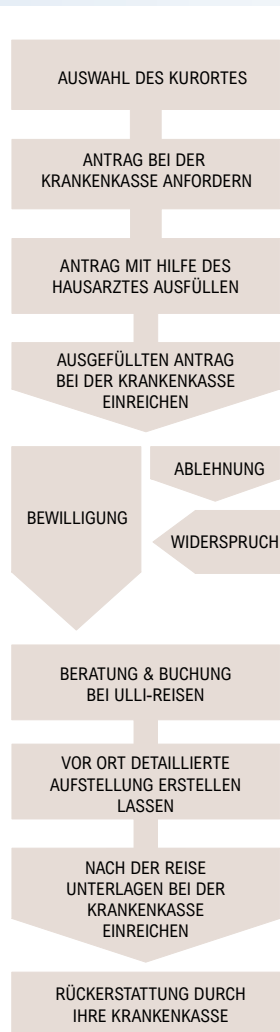 AUSWAHL DES KURORTES
ANTRAG BEI DER
KRANKENKASSE ANFORDERN
ANTRAG MIT HILFE DES
HAUSARZTES AUSFÜLLEN
AUSGEFÜLLTEN ANTRAG
BEI DER KRANKENKASSE
EINREICHEN
ABLEHNUNG
BEWILLIGUNG
WIDERSPRUCH
BERATUNG & BUCHUNG
BEI ULLI-REISEN
VOR ORT DETAILLIERTE
AUFSTELLUNG ERSTELLEN
LASSEN
NACH DER REISE
UNTERLAGEN BEI DER
KRANKENKASSE
EINREICHEN
RÜCKERSTATTUNG DURCH
IHRE KRANKENKASSE